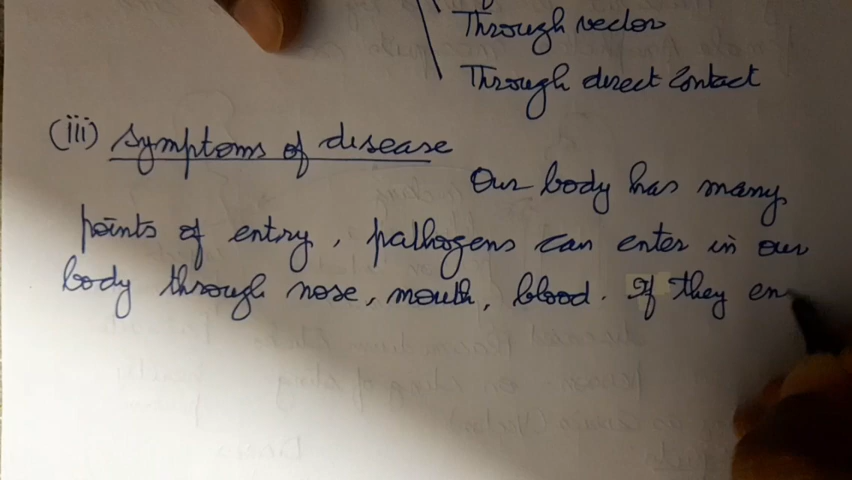 Through vector
Through direct contact
(iii) Symptoms of disease
Our body has many
points of entry, pathogens can enter in our
body through nose, mouth, blood. If they en